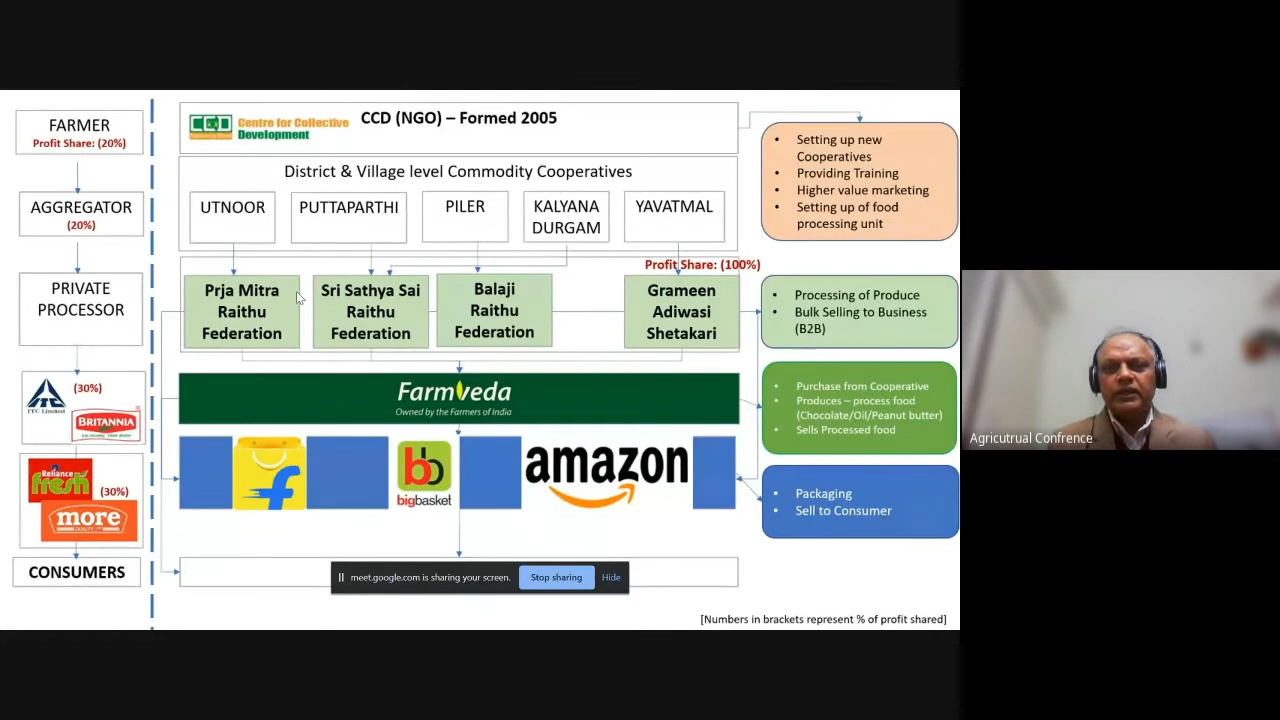 FARMER
Profit Share: (20%)
AGGREGATOR
(20%)
PRIVATE
PROCESSOR
ITC Limited
(30%)
BRITANNIA
Reliance
fresh
(30%)
more
CONSUMERS
CCD
Centre for Collective
Development
CCD (NGO) – Formed 2005
District & Village level Commodity Cooperatives
UTNOOR
PUTTAPARTHI
PILER
KALYANA
DURGAM
YAVATMAL
Profit Share: (100%)
Prja Mitra
Raithu
Federation
Sri Sathya Sai
Raithu
Federation
Balaji
Raithu
Federation
Grameen
Adiwasi
Shetakari
Farmveda
Owned by the Farmers of India
f
bb
bigbasket
amazon
meet.google.com is sharing your screen.
Stop sharing
Hide
• Setting up new
Cooperatives
• Providing Training
• Higher value marketing
• Setting up of food
processing unit
• Processing of Produce
• Bulk Selling to Business
(B2B)
• Purchase from Cooperative
• Produces – process food
(Chocolate/Oil/Peanut butter)
• Sells Processed food
• Packaging
• Sell to Consumer
[Numbers in brackets represent % of profit shared]
Agricutrual Confrence